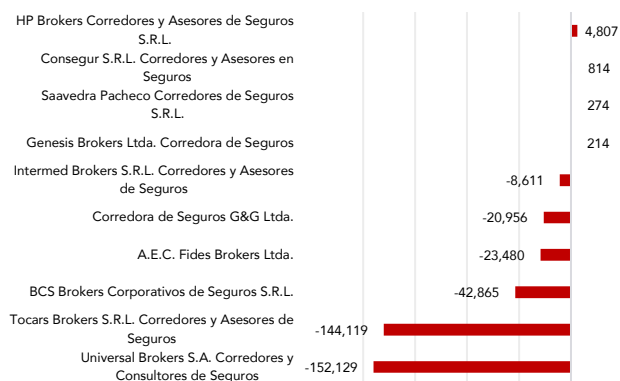 HP Brokers Corredores y Asesores de Seguros
S.R.L.
4,807
Consegur S.R.L. Corredores y Asesores en
Seguros
814
Saavedra Pacheco Corredores de Seguros
S.R.L.
274
Genesis Brokers Ltda. Corredora de Seguros
214
Intermed Brokers S.R.L. Corredores y Asesores
de Seguros
-8,611
Corredora de Seguros G&G Ltda.
-20,956
A.E.C. Fides Brokers Ltda.
-23,480
BCS Brokers Corporativos de Seguros S.R.L.
-42,865
Tocars Brokers S.R.L. Corredores y Asesores de
Seguros
-144,119
Universal Brokers S.A. Corredores y
Consultores de Seguros
-152,129